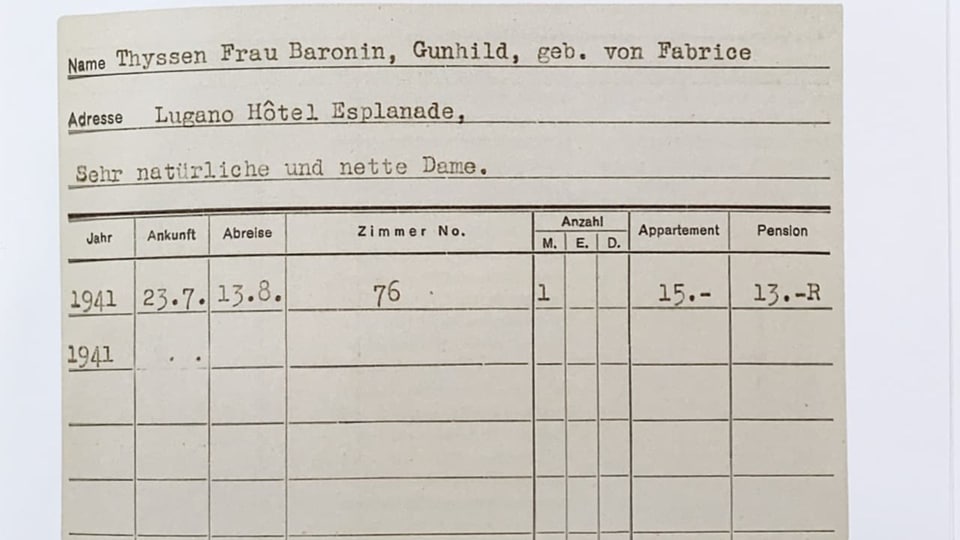 Name Thyssen Frau Baronin, Gunhild, geb. von Fabrice
Adresse Lugano Hôtel Esplanade,
Sehr natürliche und nette Dame.
Jahr Ankunft Abreise Zimmer No. Anzahl Appartement Pension
M. E. D.
1941 23.7. 13.8. 76 1 15.- 13.-R
1941 . .